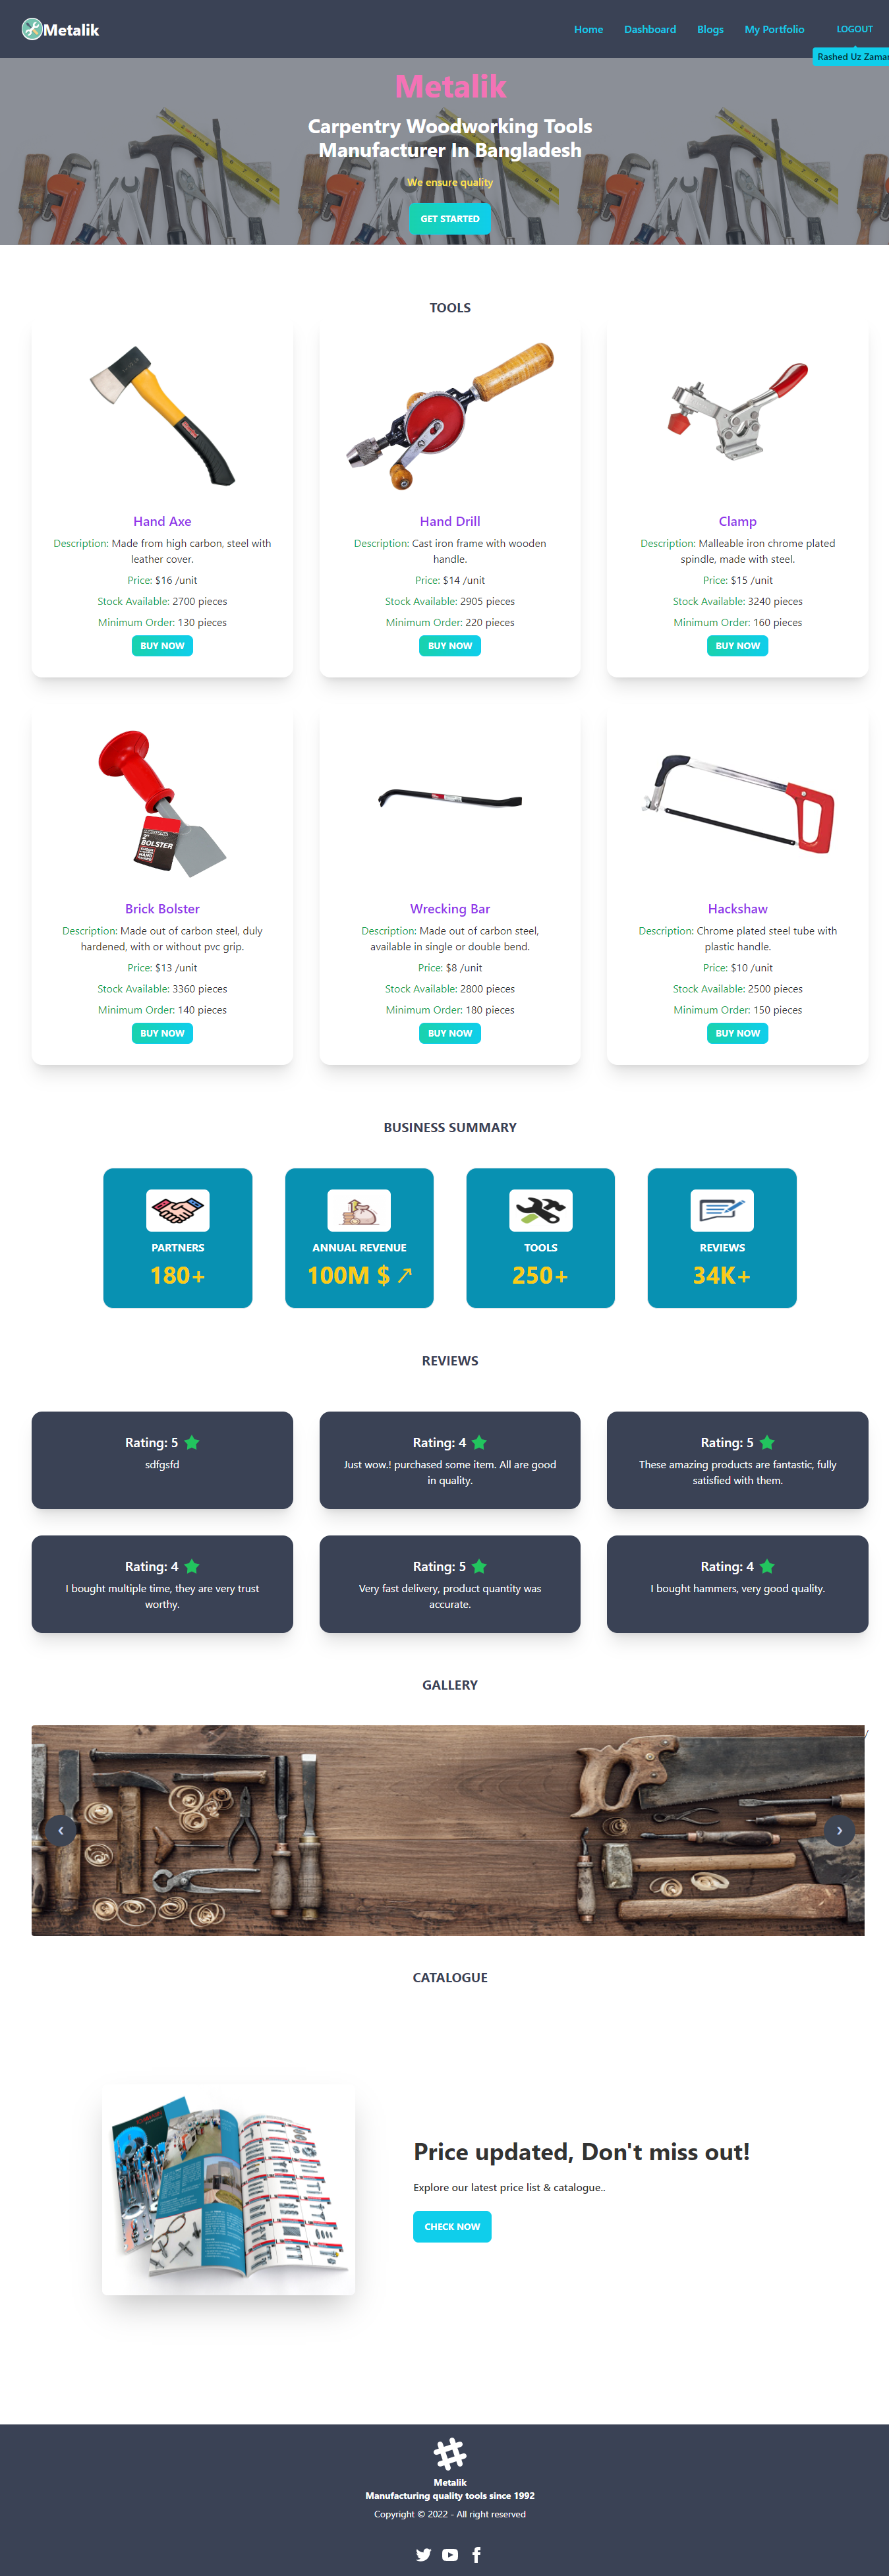 Metalik
Home
Dashboard
Blogs
My Portfolio
LOGOUT
Rashed Uz Zaman
Metalik
Carpentry Woodworking Tools
Manufacturer In Bangladesh
We ensure quality
GET STARTED
TOOLS
Hand Axe
Description: Made from high carbon, steel with
leather cover.
Price: $16 /unit
Stock Available: 2700 pieces
Minimum Order: 130 pieces
BUY NOW
Hand Drill
Description: Cast iron frame with wooden
handle.
Price: $14 /unit
Stock Available: 2905 pieces
Minimum Order: 220 pieces
BUY NOW
Clamp
Description: Malleable iron chrome plated
spindle, made with steel.
Price: $15 /unit
Stock Available: 3240 pieces
Minimum Order: 160 pieces
BUY NOW
BOLSTER
Brick Bolster
Description: Made out of carbon steel, duly
hardened, with or without pvc grip.
Price: $13 /unit
Stock Available: 3360 pieces
Minimum Order: 140 pieces
BUY NOW
Wrecking Bar
Description: Made out of carbon steel,
available in single or double bend.
Price: $8 /unit
Stock Available: 2800 pieces
Minimum Order: 180 pieces
BUY NOW
Hackshaw
Description: Chrome plated steel tube with
plastic handle.
Price: $10 /unit
Stock Available: 2500 pieces
Minimum Order: 150 pieces
BUY NOW
BUSINESS SUMMARY
PARTNERS
180+
ANNUAL REVENUE
100M $ ↗
TOOLS
250+
REVIEWS
34K+
REVIEWS
Rating: 5
sdfgsfd
Rating: 4
Just wow.! purchased some item. All are good
in quality.
Rating: 5
These amazing products are fantastic, fully
satisfied with them.
Rating: 4
I bought multiple time, they are very trust
worthy.
Rating: 5
Very fast delivery, product quantity was
accurate.
Rating: 4
I bought hammers, very good quality.
GALLERY
/
❮
❯
CATALOGUE
Price updated, Don't miss out!
Explore our latest price list & catalogue..
CHECK NOW
Metalik
Manufacturing quality tools since 1992
Copyright © 2022 - All right reserved